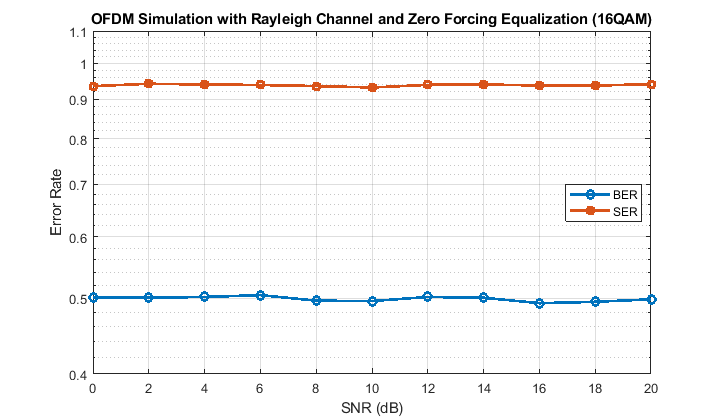 OFDM Simulation with Rayleigh Channel and Zero Forcing Equalization (16QAM)
1.1
1
0.9
0.8
0.7
0.6
0.5
0.4
Error Rate
BER
SER
0 2 4 6 8 10 12 14 16 18 20
SNR (dB)